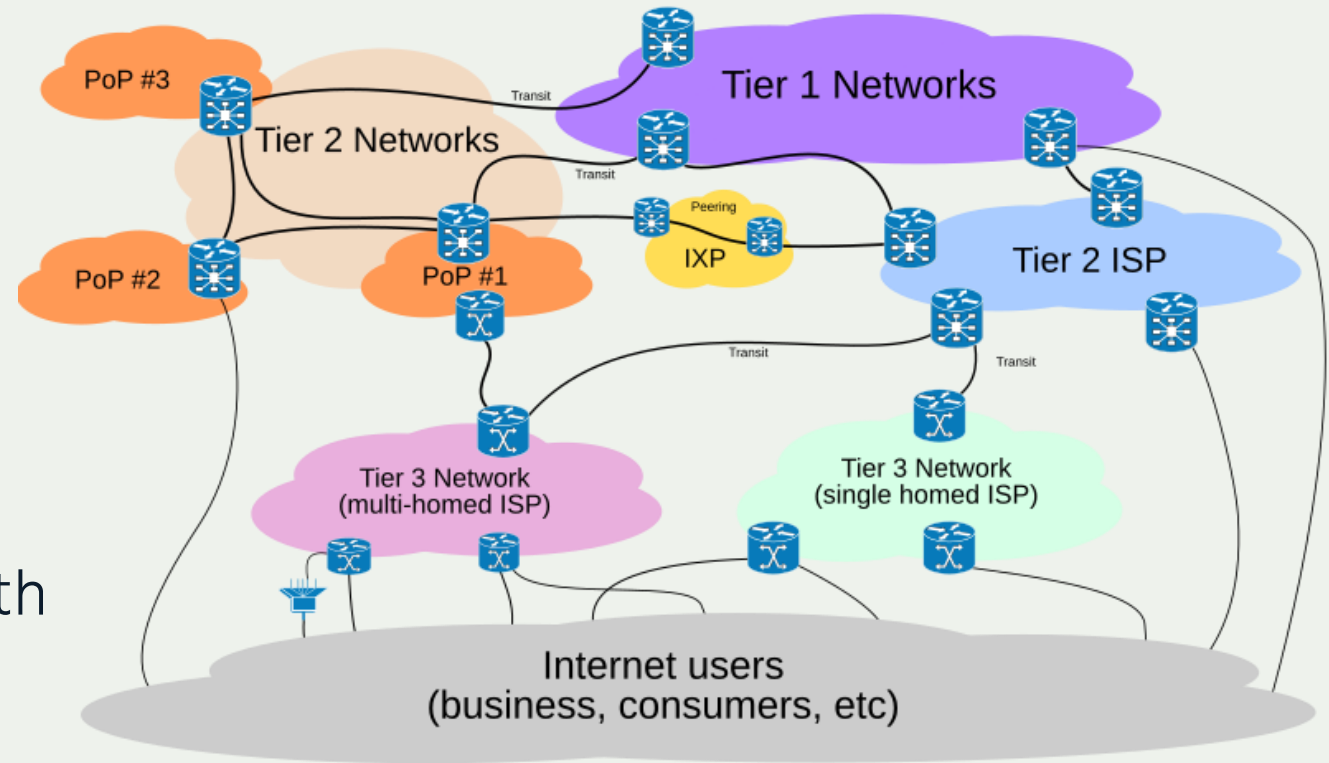 PoP #3
Transit
Tier 1 Networks
Tier 2 Networks
Transit
Peering
IXP
Tier 2 ISP
PoP #2
PoP #1
Transit
Transit
Tier 3 Network
(multi-homed ISP)
Tier 3 Network
(single homed ISP)
th
Internet users
(business, consumers, etc)